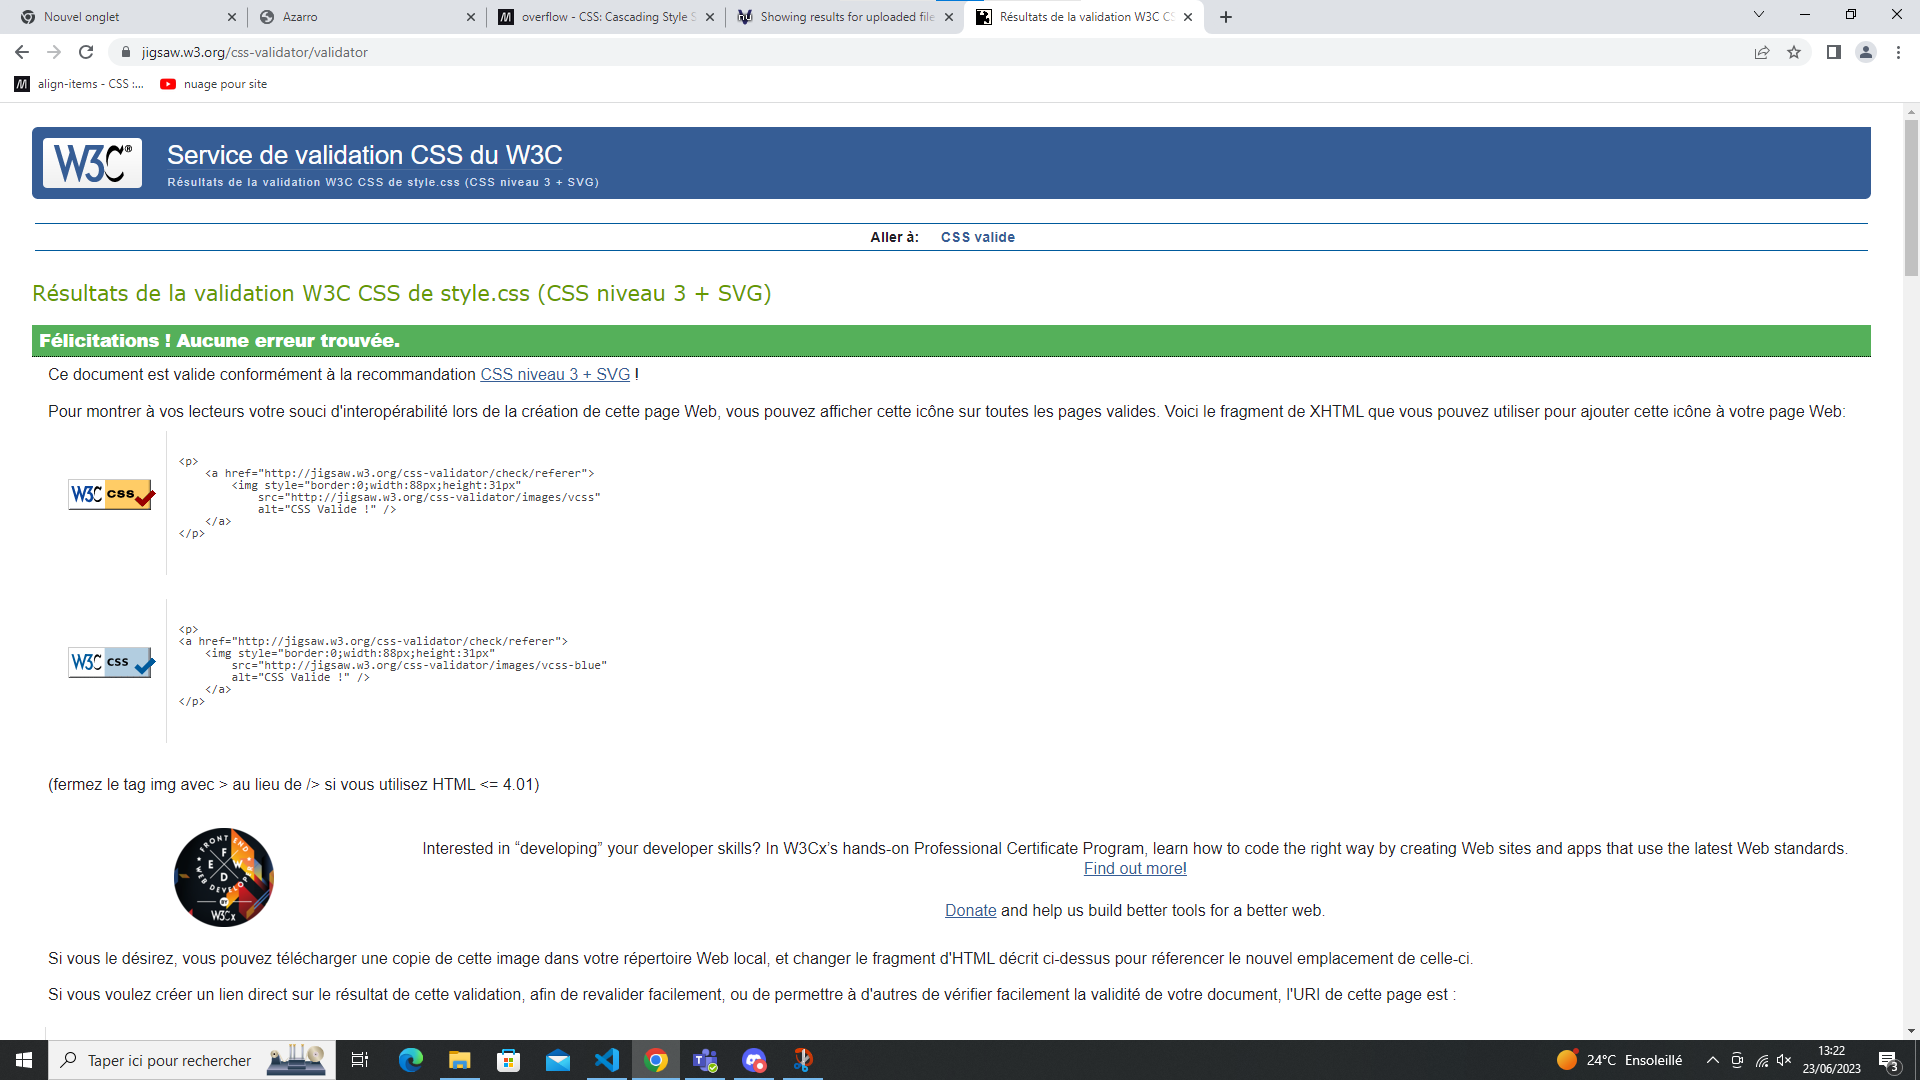 Nouvel onglet
Azarro
overflow - CSS: Cascading Style S
Showing results for uploaded file
Résultats de la validation W3C CS
jigsaw.w3.org/css-validator/validator
align-items - CSS :...
nuage pour site
W3C®
Service de validation CSS du W3C
Résultats de la validation W3C CSS de style.css (CSS niveau 3 + SVG)
Aller à: CSS valide
Résultats de la validation W3C CSS de style.css (CSS niveau 3 + SVG)
Félicitations ! Aucune erreur trouvée.
Ce document est valide conformément à la recommandation CSS niveau 3 + SVG !
Pour montrer à vos lecteurs votre souci d'interopérabilité lors de la création de cette page Web, vous pouvez afficher cette icône sur toutes les pages valides. Voici le fragment de XHTML que vous pouvez utiliser pour ajouter cette icône à votre page Web:
W3C css
<p>
<a href="http://jigsaw.w3.org/css-validator/check/referer">
<img style="border:0;width:88px;height:31px"
src="http://jigsaw.w3.org/css-validator/images/vcss"
alt="CSS Valide !" />
</a>
</p>
W3C css
<p>
<a href="http://jigsaw.w3.org/css-validator/check/referer">
<img style="border:0;width:88px;height:31px"
src="http://jigsaw.w3.org/css-validator/images/vcss-blue"
alt="CSS Valide !" />
</a>
</p>
(fermez le tag img avec > au lieu de /> si vous utilisez HTML <= 4.01)
FRONT END
F E W D
WEB DEVELOPER
W3Cx
Interested in “developing” your developer skills? In W3Cx’s hands-on Professional Certificate Program, learn how to code the right way by creating Web sites and apps that use the latest Web standards.
Find out more!
Donate and help us build better tools for a better web.
Si vous le désirez, vous pouvez télécharger une copie de cette image dans votre répertoire Web local, et changer le fragment d'HTML décrit ci-dessus pour réferencer le nouvel emplacement de celle-ci.
Si vous voulez créer un lien direct sur le résultat de cette validation, afin de revalider facilement, ou de permettre à d'autres de vérifier facilement la validité de votre document, l'URI de cette page est :
Taper ici pour rechercher
24°C Ensoleillé
13:22
23/06/2023
3